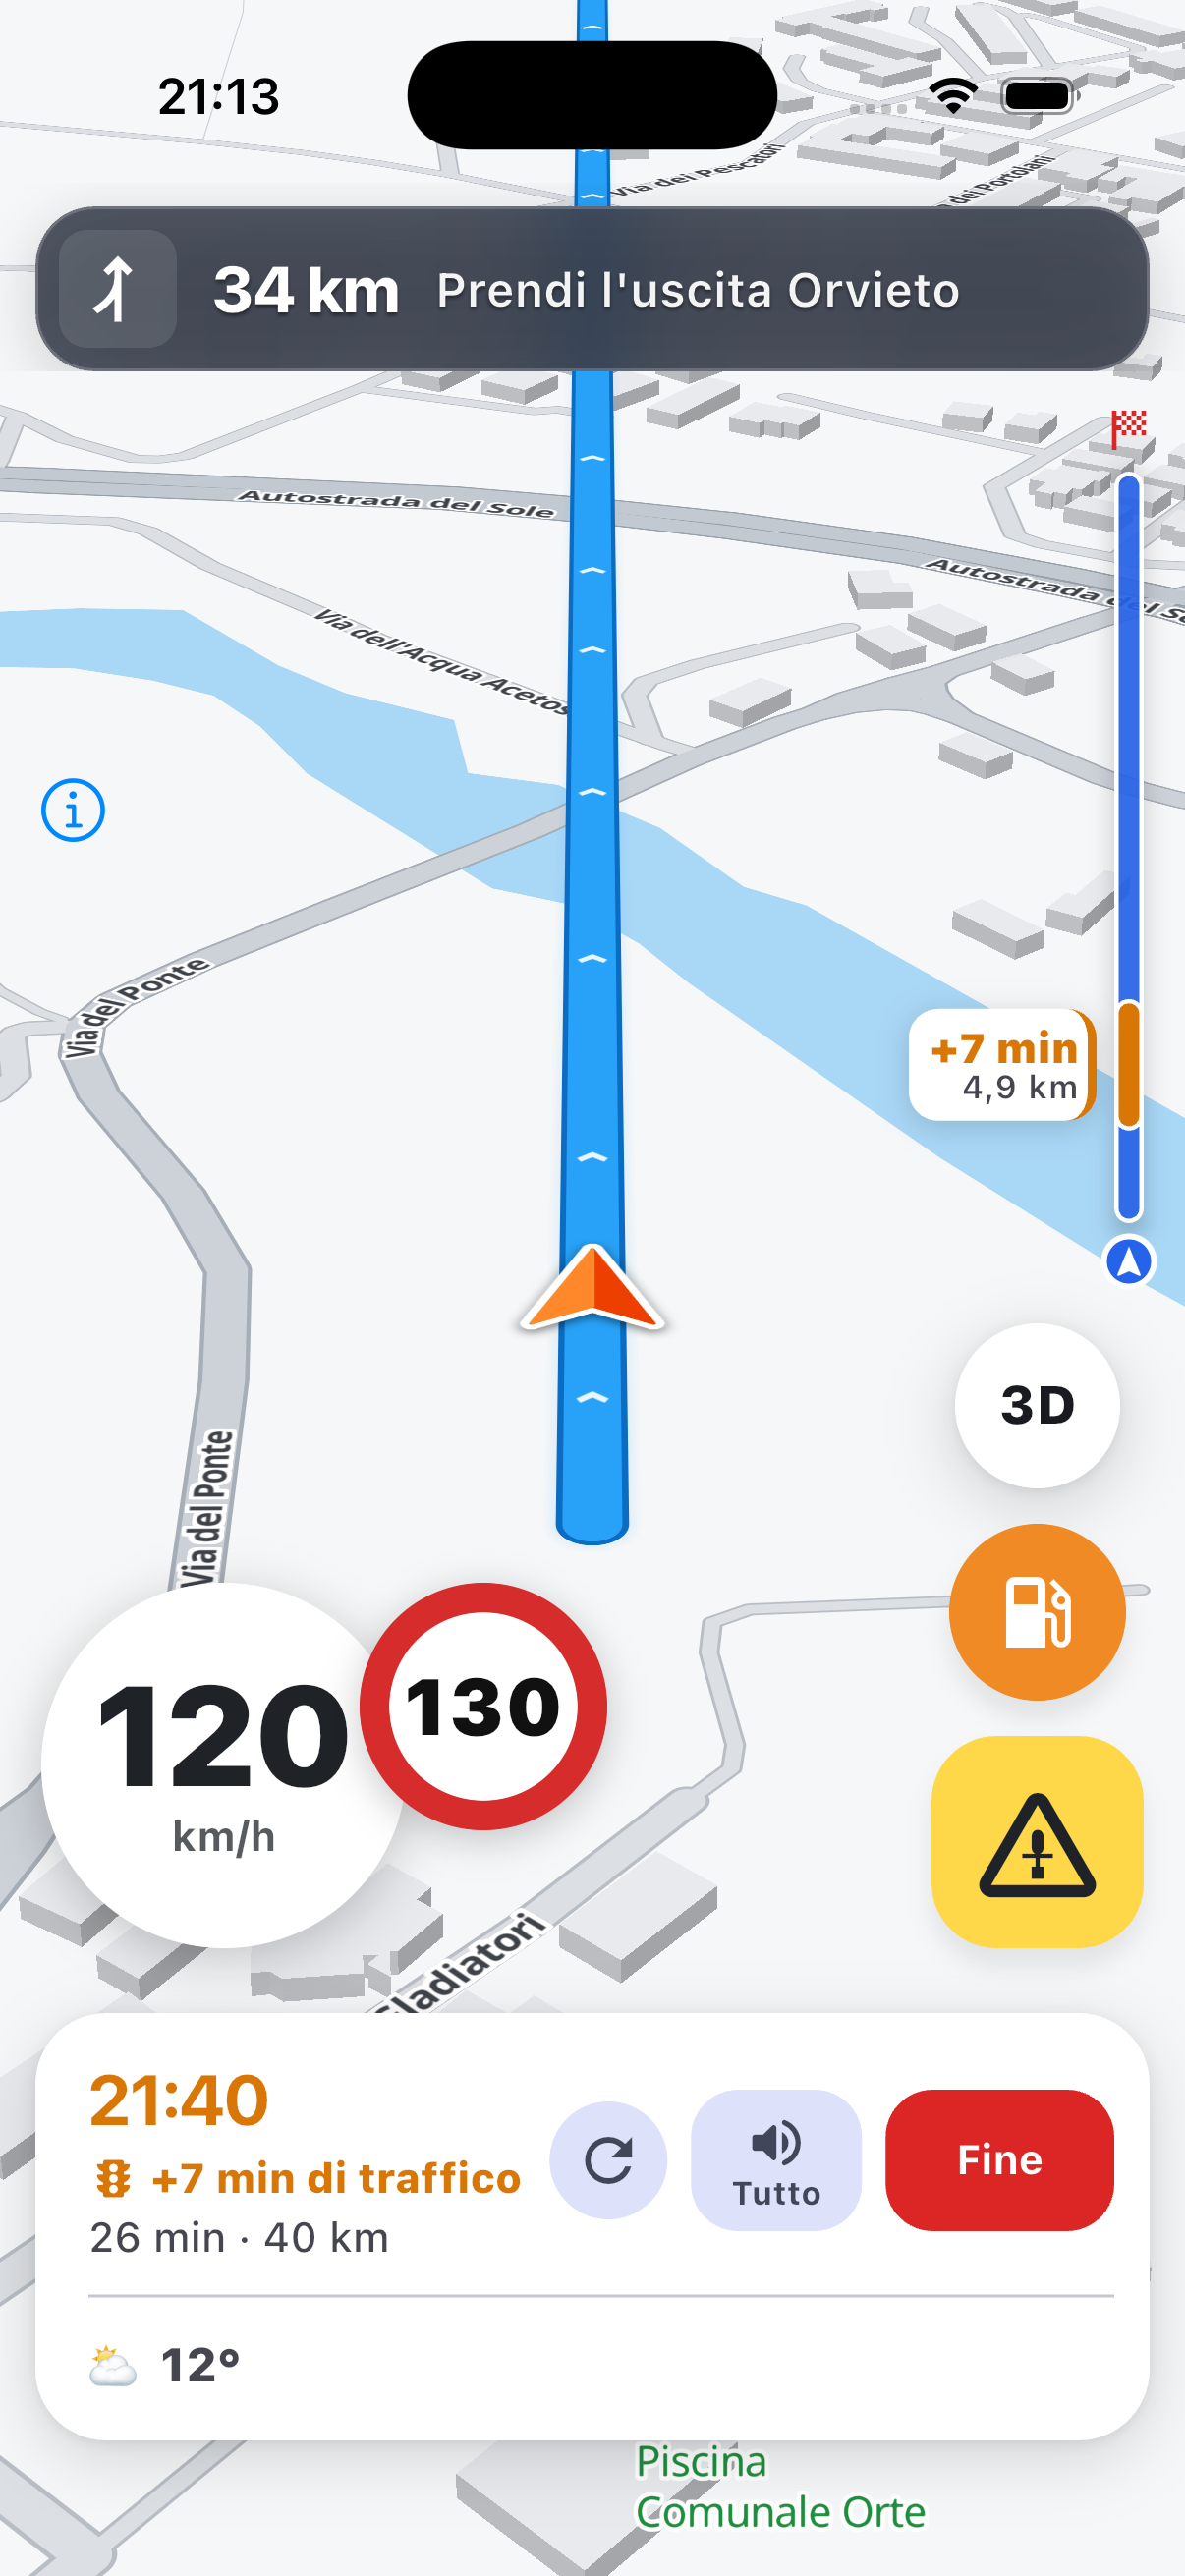 21:13
Via dei Pescatori
dei Portolani
34 km Prendi l'uscita Orvieto
Autostrada del Sole
Autostrada del So
Via dell'Acqua Acetos
i
Via del Ponte
+7 min
4,9 km
3D
Via del Ponte
120
km/h
130
Gladiatori
21:40
+7 min di traffico
26 min · 40 km
Tutto
Fine
12°
Piscina
Comunale Orte